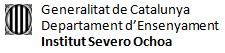 Generalitat de Catalunya
Departament d'Ensenyament
Institut Severo Ochoa